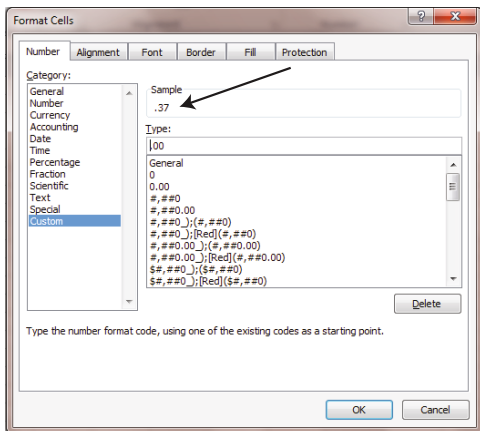 Format Cells
Number Alignment Font Border Fill Protection
Category:
General
Number
Currency
Accounting
Date
Time
Percentage
Fraction
Scientific
Text
Special
Custom
Sample
.37
Type:
.00
General
0
0.00
#,##0
#,##0.00
#,##0_);(#,##0)
#,##0_);[Red](#,##0)
#,##0.00_);(#,##0.00)
#,##0.00_);[Red](#,##0.00)
$#,##0_);($#,##0)
$#,##0_);[Red]($#,##0)
Delete
Type the number format code, using one of the existing codes as a starting point.
OK Cancel